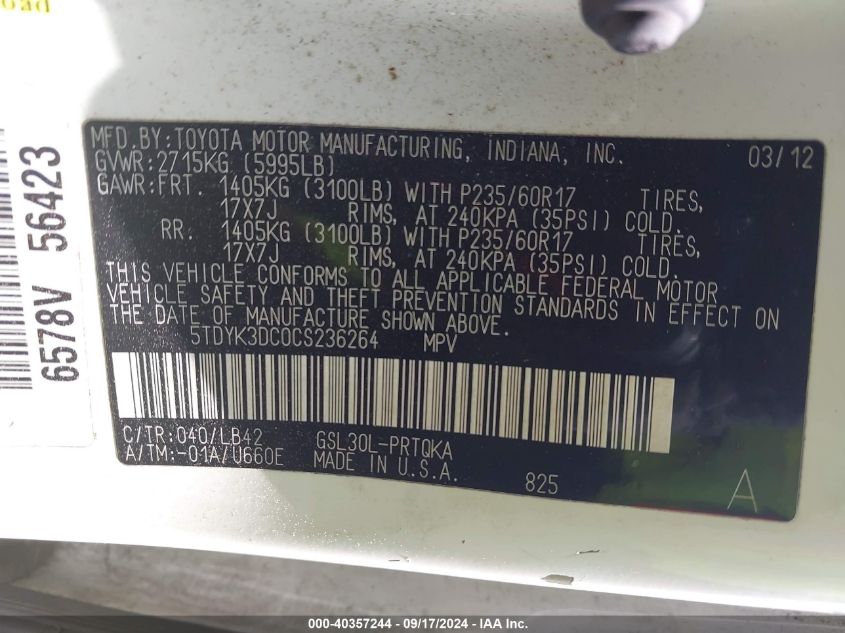 oad
6578V 56423
MFD. BY: TOYOTA MOTOR MANUFACTURING, INDIANA, INC. 03/12
GVWR: 2715KG (5995LB)
GAWR: FRT. 1405KG (3100LB) WITH P235/60R17 TIRES,
17X7J RIMS, AT 240KPA (35PSI) COLD.
RR. 1405KG (3100LB) WITH P235/60R17 TIRES,
17X7J RIMS, AT 240KPA (35PSI) COLD.
THIS VEHICLE CONFORMS TO ALL APPLICABLE FEDERAL MOTOR
VEHICLE SAFETY AND THEFT PREVENTION STANDARDS IN EFFECT ON
THE DATE OF MANUFACTURE SHOWN ABOVE.
5TDYK3DC0CS236264 MPV
C/TR: 040/LB42 GSL30L-PRTQKA
A/TM: -01A/U660E MADE IN U.S.A.
825
A
000-40357244 - 09/17/2024 - IAA Inc.